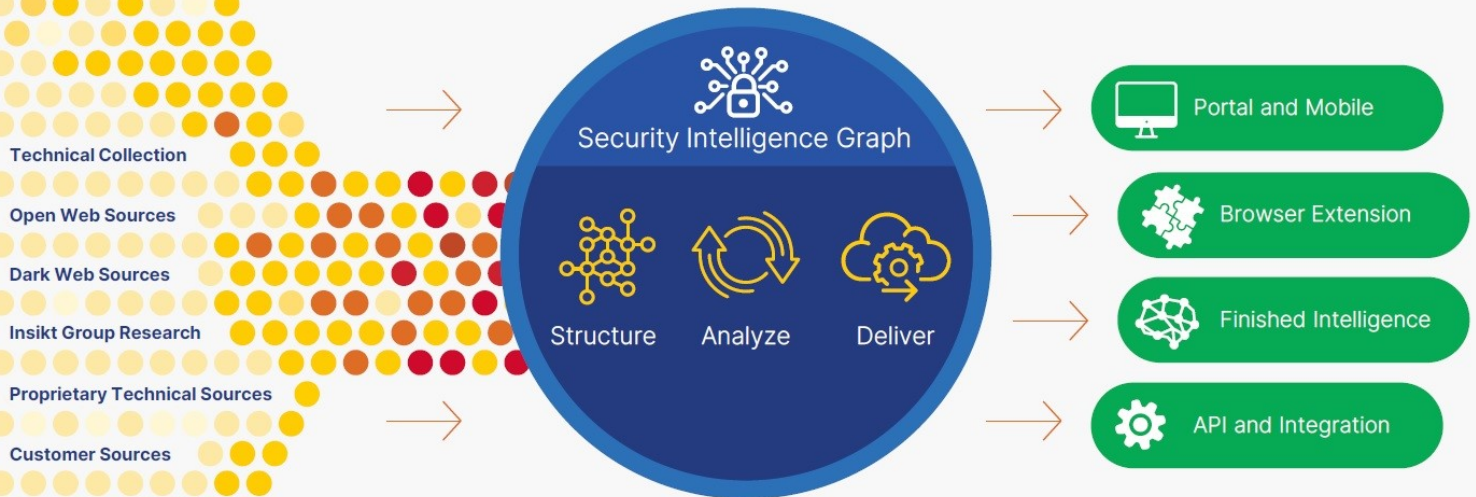 Technical Collection
Open Web Sources
Dark Web Sources
Insikt Group Research
Proprietary Technical Sources
Customer Sources
Security Intelligence Graph
Structure
Analyze
Deliver
Portal and Mobile
Browser Extension
Finished Intelligence
API and Integration